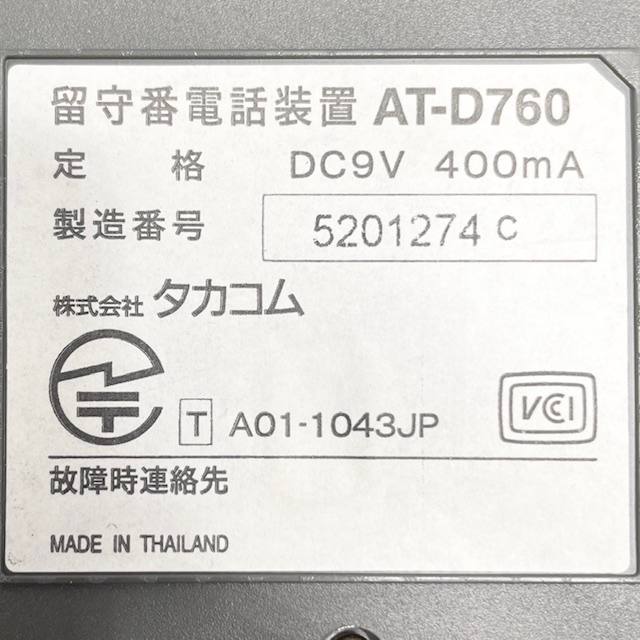 留守番電話装置 AT-D760
定 格 DC9V 400mA
製造番号 5201274 C
株式会社 タカコム
T A01-1043JP
VCCI
故障時連絡先
MADE IN THAILAND